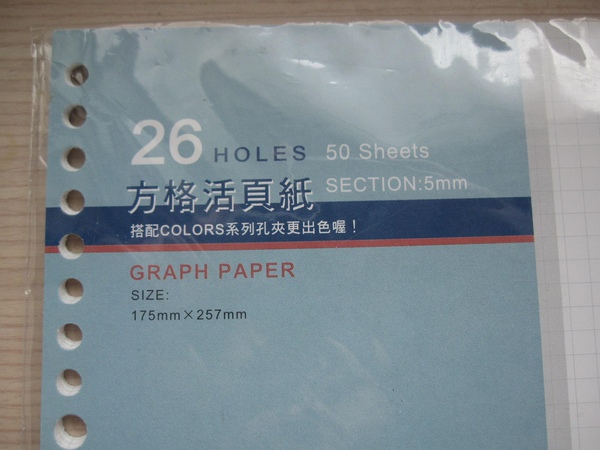 26 HOLES 50 Sheets
方格活頁紙 SECTION:5mm
搭配COLORS系列孔夾更出色喔！
GRAPH PAPER
SIZE:
175mm×257mm